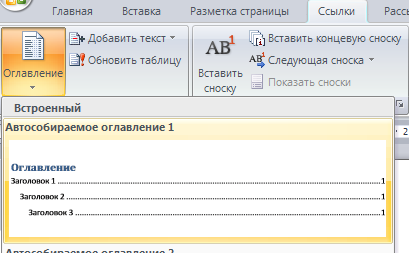 Главная Вставка Разметка страницы Ссылки Расс
Оглавление
Добавить текст
Обновить таблицу
AB¹
Вставить
сноску
Вставить концевую сноску
AB¹ Следующая сноска
Показать сноски
Встроенный
2
Автособираемое оглавление 1
Оглавление
Заголовок 1 ........ 1
Заголовок 2 ........ 1
Заголовок 3 ........ 1
Автособираемое оглавление 2